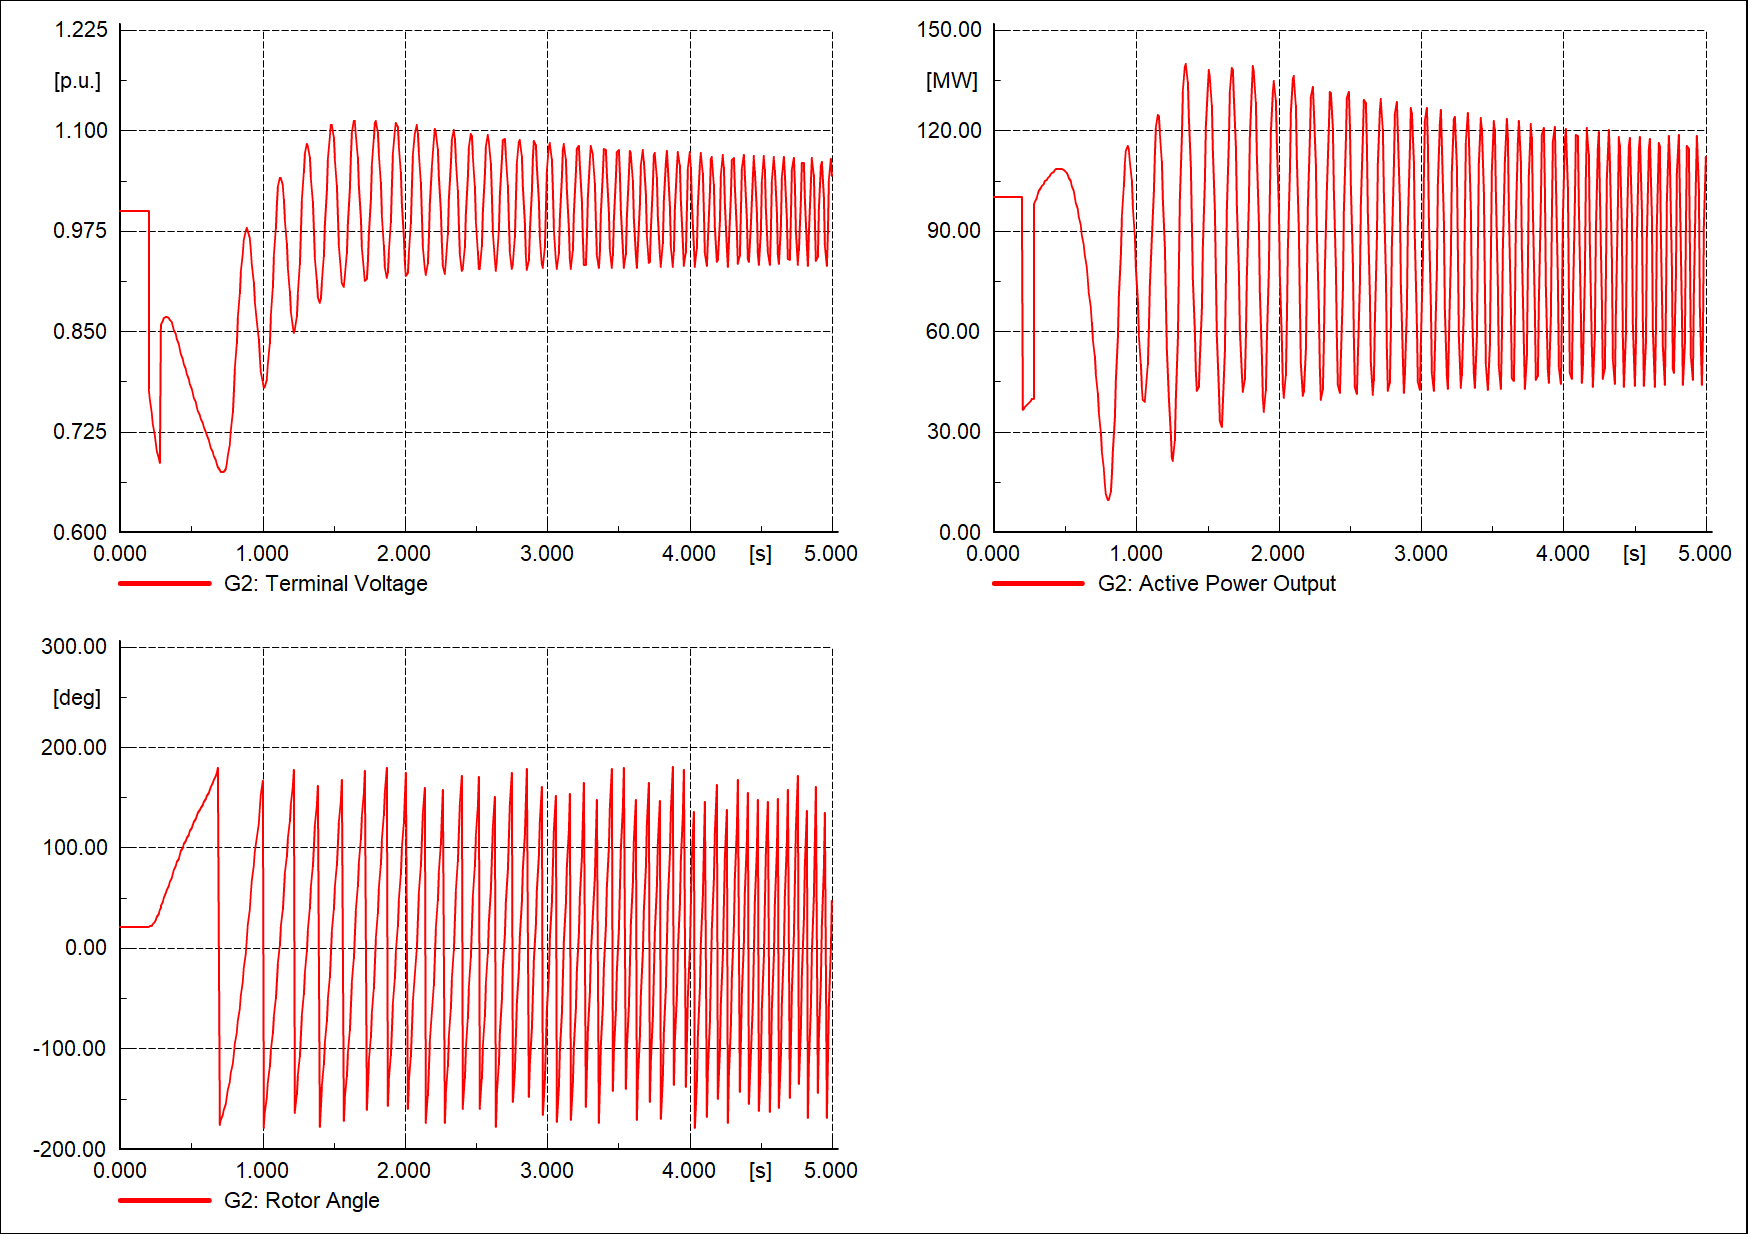 1.225
[p.u.]
1.100
0.975
0.850
0.725
0.600
0.000 1.000 2.000 3.000 4.000 [s] 5.000
G2: Terminal Voltage
150.00
[MW]
120.00
90.00
60.00
30.00
0.00
0.000 1.000 2.000 3.000 4.000 [s] 5.000
G2: Active Power Output
300.00
[deg]
200.00
100.00
0.00
-100.00
-200.00
0.000 1.000 2.000 3.000 4.000 [s] 5.000
G2: Rotor Angle